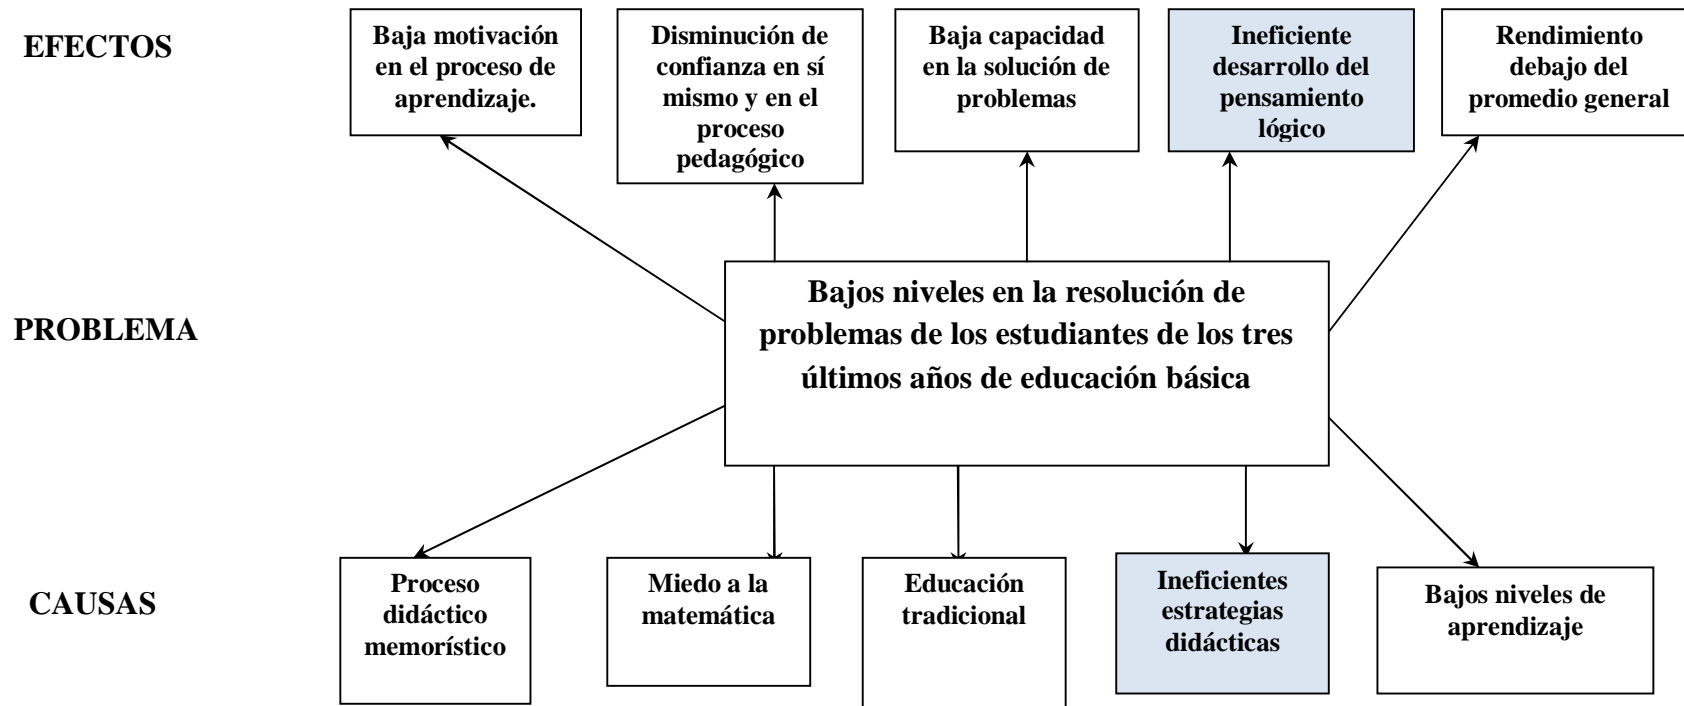 EFECTOS
Baja motivación
en el proceso de
aprendizaje.
Disminución de
confianza en sí
mismo y en el
proceso
pedagógico
Baja capacidad
en la solución de
problemas
Ineficiente
desarrollo del
pensamiento
lógico
Rendimiento
debajo del
promedio general
PROBLEMA
Bajos niveles en la resolución de
problemas de los estudiantes de los tres
últimos años de educación básica
CAUSAS
Proceso
didáctico
memorístico
Miedo a la
matemática
Educación
tradicional
Ineficientes
estrategias
didácticas
Bajos niveles de
aprendizaje